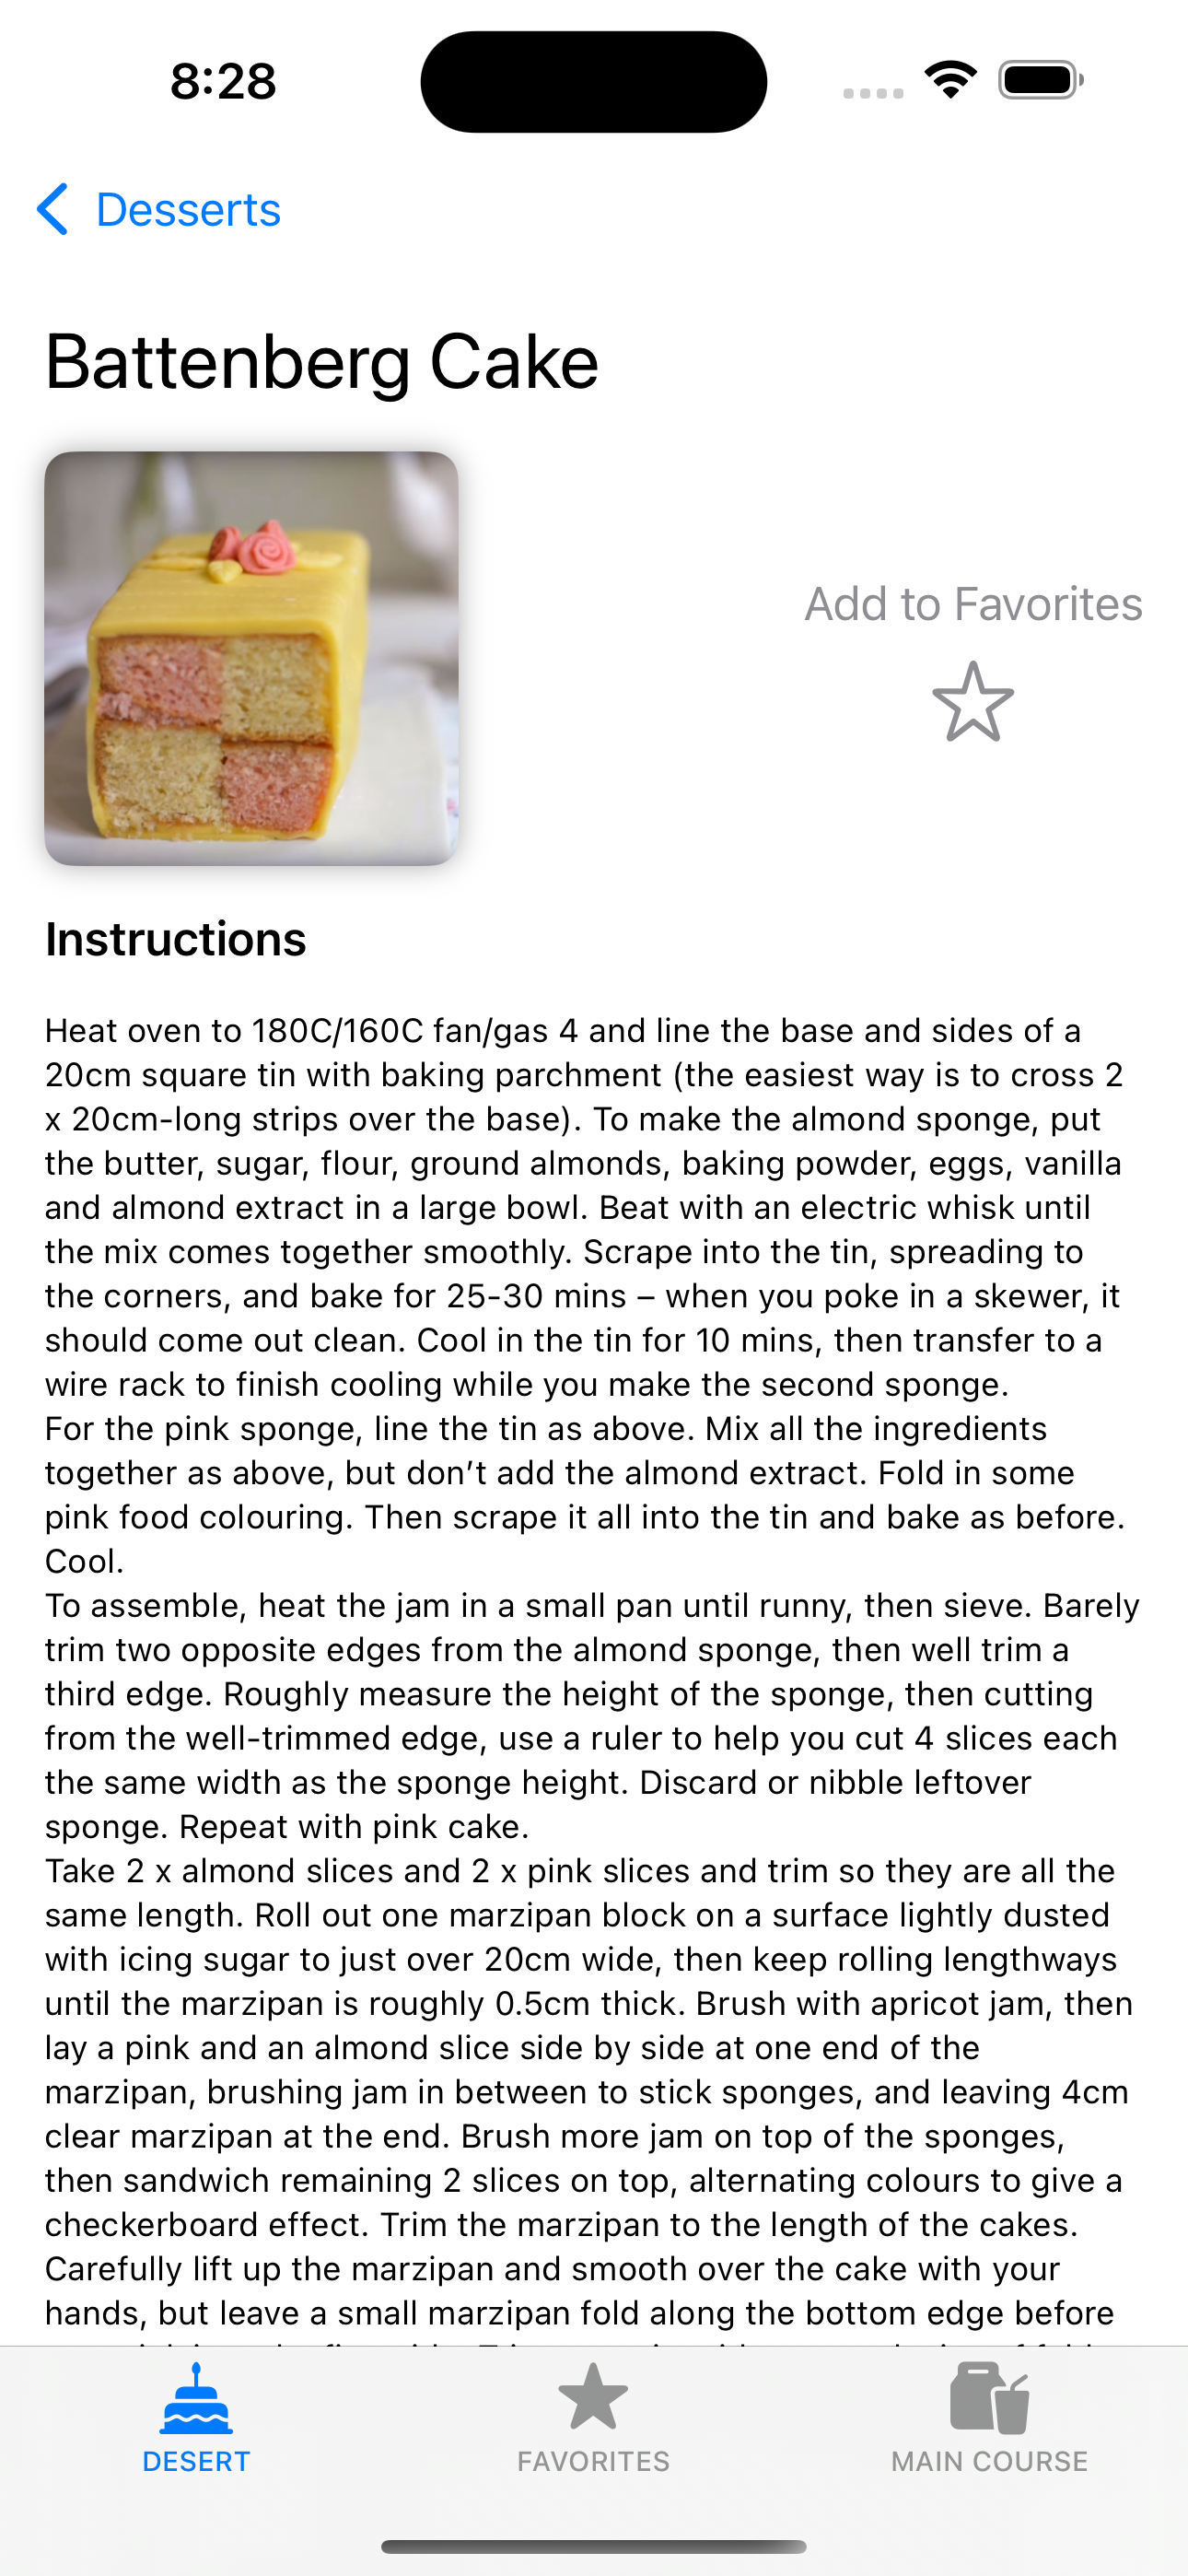 8:28
Desserts
Battenberg Cake
Add to Favorites
Instructions
Heat oven to 180C/160C fan/gas 4 and line the base and sides of a
20cm square tin with baking parchment (the easiest way is to cross 2
x 20cm-long strips over the base). To make the almond sponge, put
the butter, sugar, flour, ground almonds, baking powder, eggs, vanilla
and almond extract in a large bowl. Beat with an electric whisk until
the mix comes together smoothly. Scrape into the tin, spreading to
the corners, and bake for 25-30 mins – when you poke in a skewer, it
should come out clean. Cool in the tin for 10 mins, then transfer to a
wire rack to finish cooling while you make the second sponge.
For the pink sponge, line the tin as above. Mix all the ingredients
together as above, but don’t add the almond extract. Fold in some
pink food colouring. Then scrape it all into the tin and bake as before.
Cool.
To assemble, heat the jam in a small pan until runny, then sieve. Barely
trim two opposite edges from the almond sponge, then well trim a
third edge. Roughly measure the height of the sponge, then cutting
from the well-trimmed edge, use a ruler to help you cut 4 slices each
the same width as the sponge height. Discard or nibble leftover
sponge. Repeat with pink cake.
Take 2 x almond slices and 2 x pink slices and trim so they are all the
same length. Roll out one marzipan block on a surface lightly dusted
with icing sugar to just over 20cm wide, then keep rolling lengthways
until the marzipan is roughly 0.5cm thick. Brush with apricot jam, then
lay a pink and an almond slice side by side at one end of the
marzipan, brushing jam in between to stick sponges, and leaving 4cm
clear marzipan at the end. Brush more jam on top of the sponges,
then sandwich remaining 2 slices on top, alternating colours to give a
checkerboard effect. Trim the marzipan to the length of the cakes.
Carefully lift up the marzipan and smooth over the cake with your
hands, but leave a small marzipan fold along the bottom edge before
DESERT
FAVORITES
MAIN COURSE